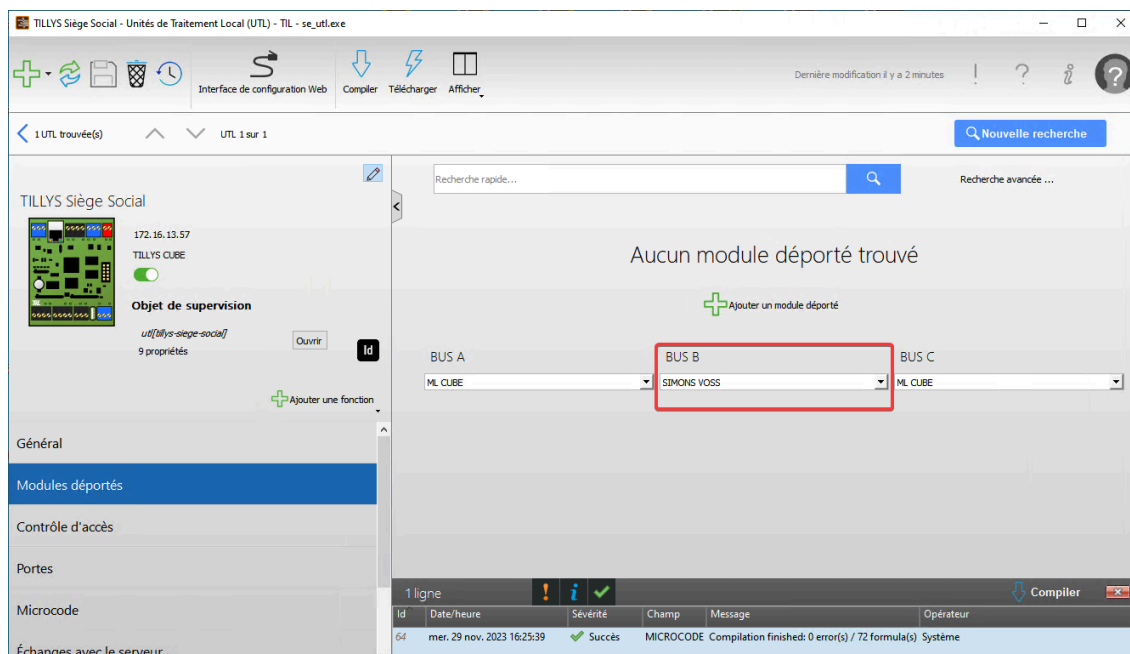 TILLYS Siège Social - Unités de Traitement Local (UTL) - TIL - se_utl.exe
Interface de configuration Web Compiler Télécharger Afficher Dernière modification il y a 2 minutes
1 UTL trouvée(s) UTL 1 sur 1 Nouvelle recherche
Recherche rapide... Recherche avancée ...
TILLYS Siège Social
172.16.13.57
TILLYS CUBE
Aucun module déporté trouvé
Objet de supervision
Ajouter un module déporté
utl[tillys-siege-social]
9 propriétés
Ouvrir
Id
BUS A BUS B BUS C
ML CUBE SIMONS VOSS ML CUBE
Ajouter une fonction
Général
Modules déportés
Contrôle d'accès
Portes
Microcode
Échanges avec le serveur
1 ligne Compiler
Id Date/heure Sévérité Champ Message Opérateur
64 mer. 29 nov. 2023 16:25:39 Succès MICROCODE Compilation finished: 0 error(s) / 72 formula(s) Système